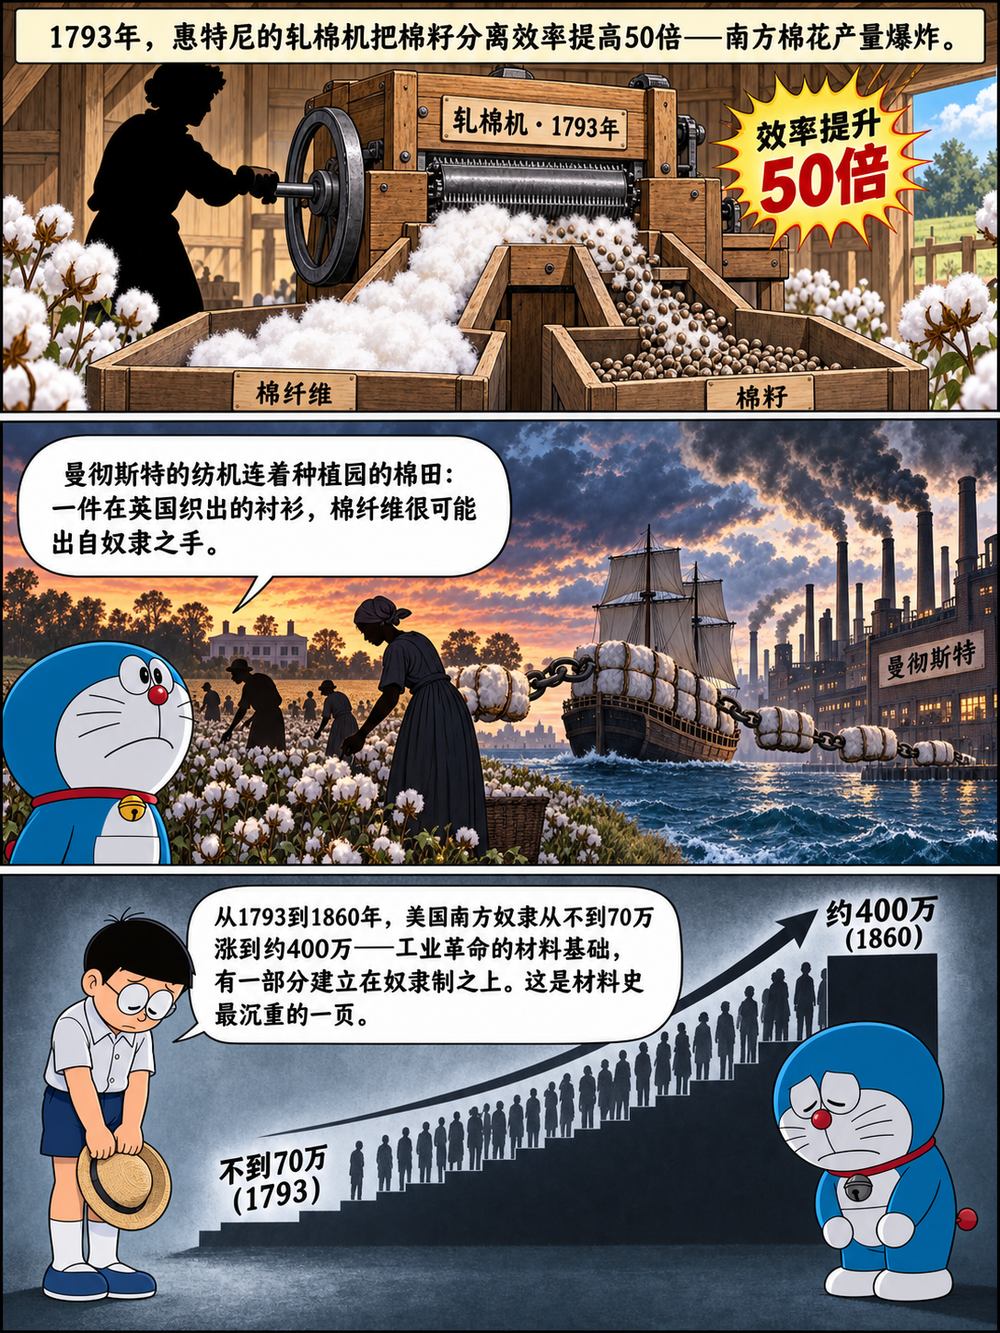 1793年，惠特尼的轧棉机把棉籽分离效率提高50倍——南方棉花产量爆炸。
轧棉机·1793年
效率提升
50倍
棉纤维
棉籽
曼彻斯特的纺机连着种植园的棉田：
一件在英国织出的衬衫，棉纤维很可能
出自奴隶之手。
曼彻斯特
从1793到1860年，美国南方奴隶从不到70万
涨到约400万——工业革命的材料基础，
有一部分建立在奴隶制之上。这是材料史
最沉重的一页。
约400万
(1860)
不到70万
(1793)